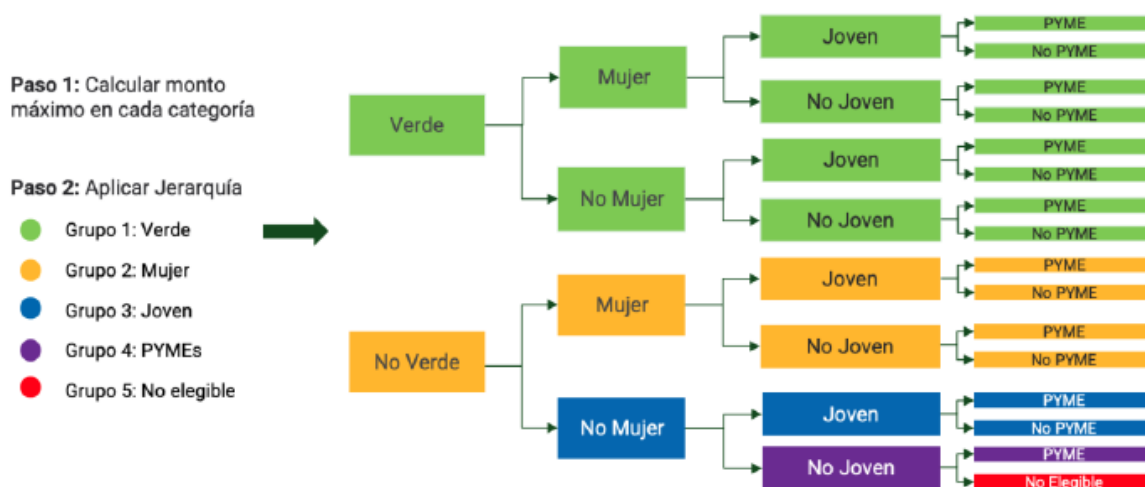 Paso 1: Calcular monto
máximo en cada categoría
Paso 2: Aplicar Jerarquía
Grupo 1: Verde
Grupo 2: Mujer
Grupo 3: Joven
Grupo 4: PYMEs
Grupo 5: No elegible
Verde
No Verde
Mujer
No Mujer
Mujer
No Mujer
Joven
No Joven
Joven
No Joven
Joven
No Joven
Joven
No Joven
PYME
No PYME
PYME
No PYME
PYME
No PYME
PYME
No PYME
PYME
No PYME
PYME
No PYME
PYME
No PYME
PYME
No Elegible